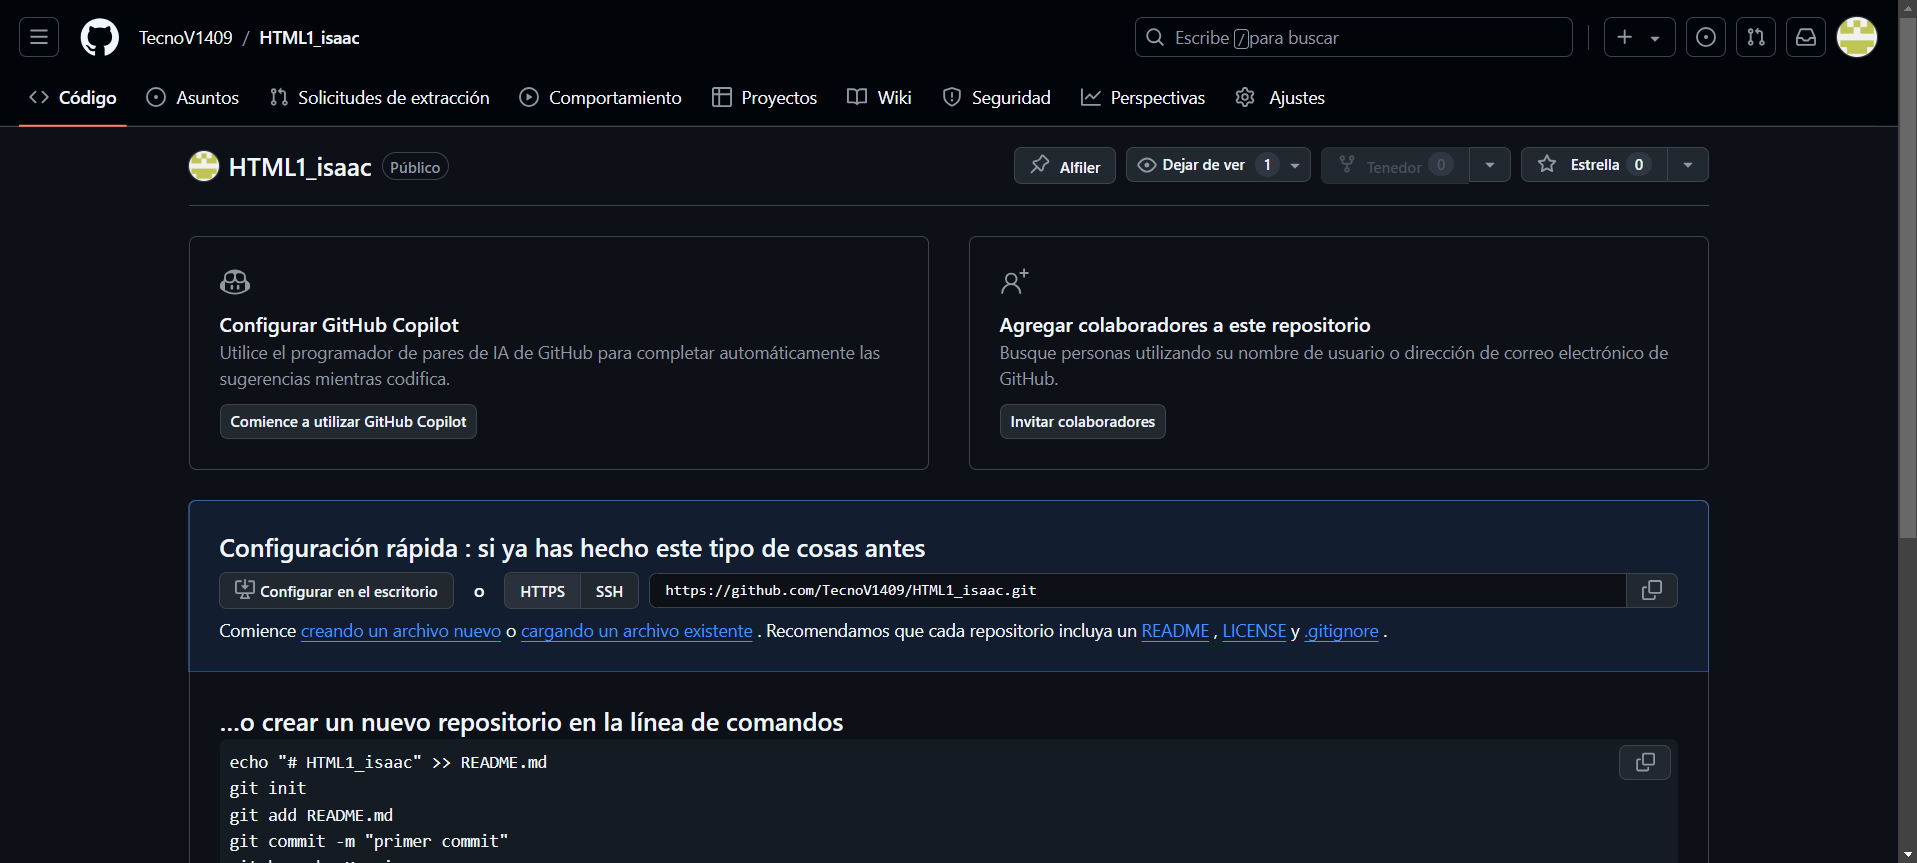 TecnoV1409 / HTML1_isaac
Escribe / para buscar
Código Asuntos Solicitudes de extracción Comportamiento Proyectos Wiki Seguridad Perspectivas Ajustes
HTML1_isaac Público
Alfiler Dejar de ver 1 Tenedor 0 Estrella 0
Configurar GitHub Copilot
Utilice el programador de pares de IA de GitHub para completar automáticamente las
sugerencias mientras codifica.
Comience a utilizar GitHub Copilot
Agregar colaboradores a este repositorio
Busque personas utilizando su nombre de usuario o dirección de correo electrónico de
GitHub.
Invitar colaboradores
Configuración rápida : si ya has hecho este tipo de cosas antes
Configurar en el escritorio o HTTPS SSH https://github.com/TecnoV1409/HTML1_isaac.git
Comience creando un archivo nuevo o cargando un archivo existente . Recomendamos que cada repositorio incluya un README , LICENSE y .gitignore .
...o crear un nuevo repositorio en la línea de comandos
echo "# HTML1_isaac" >> README.md
git init
git add README.md
git commit -m "primer commit"